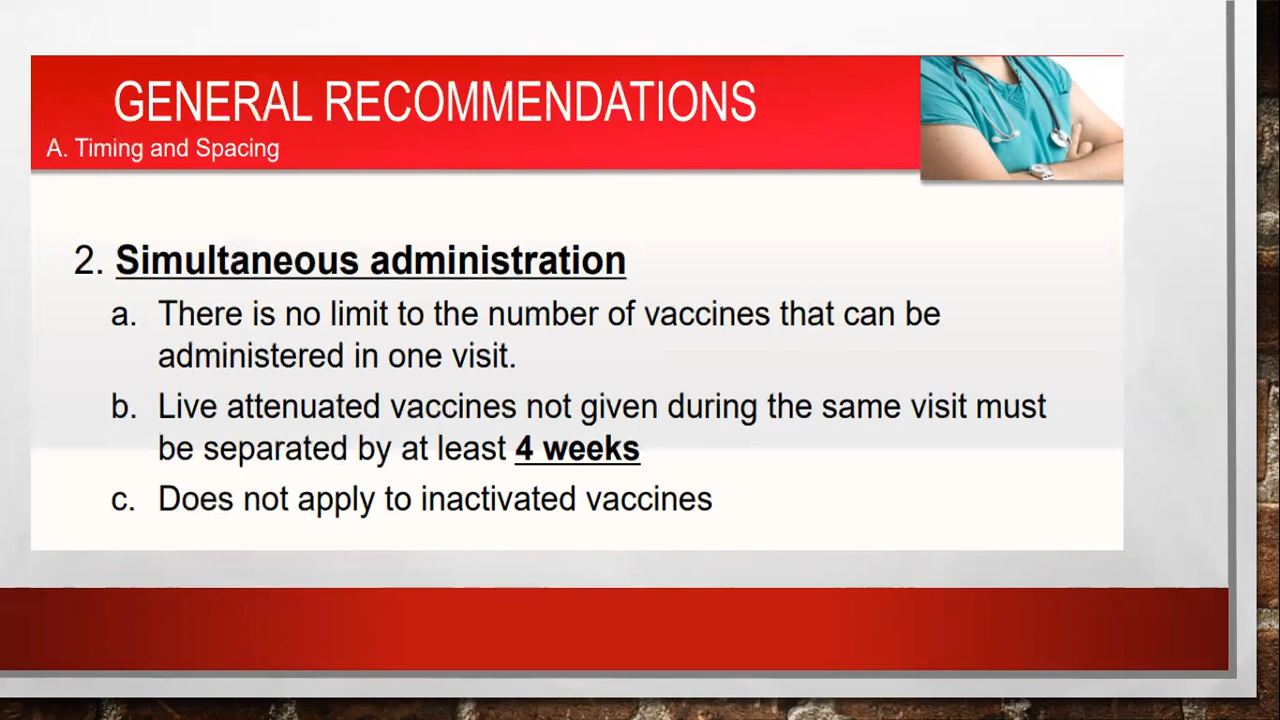 GENERAL RECOMMENDATIONS
A. Timing and Spacing
2. Simultaneous administration
a. There is no limit to the number of vaccines that can be
administered in one visit.
b. Live attenuated vaccines not given during the same visit must
be separated by at least 4 weeks
c. Does not apply to inactivated vaccines